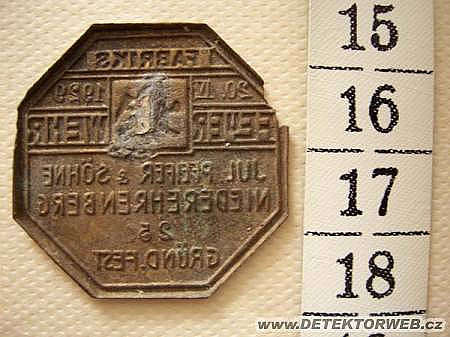 FABRIKS
20. IV. 1929
FEUER WEHR
JUL. PFEIFER & SÖHNE
NIEDEREHRENBERG
25.
GRÜND.FEST
15
16
17
18
WWW.DETEKTORWEB.CZ